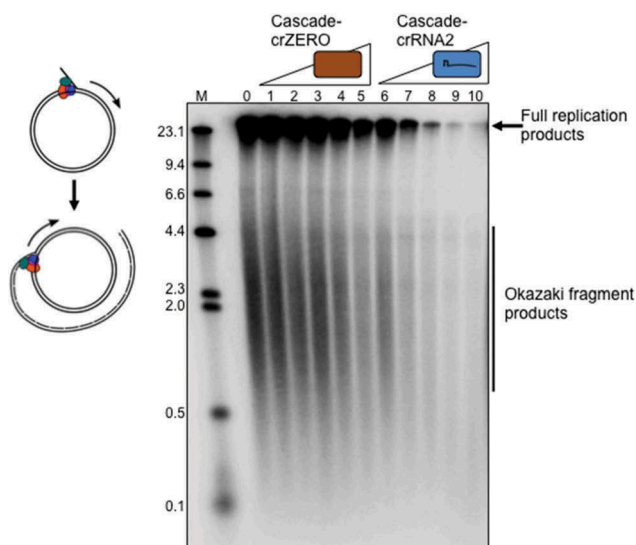 Cascade-
crZERO
Cascade-
crRNA2
M 0 1 2 3 4 5 6 7 8 9 10
23.1
9.4
6.6
4.4
2.3
2.0
0.5
0.1
Full replication
products
Okazaki fragment
products